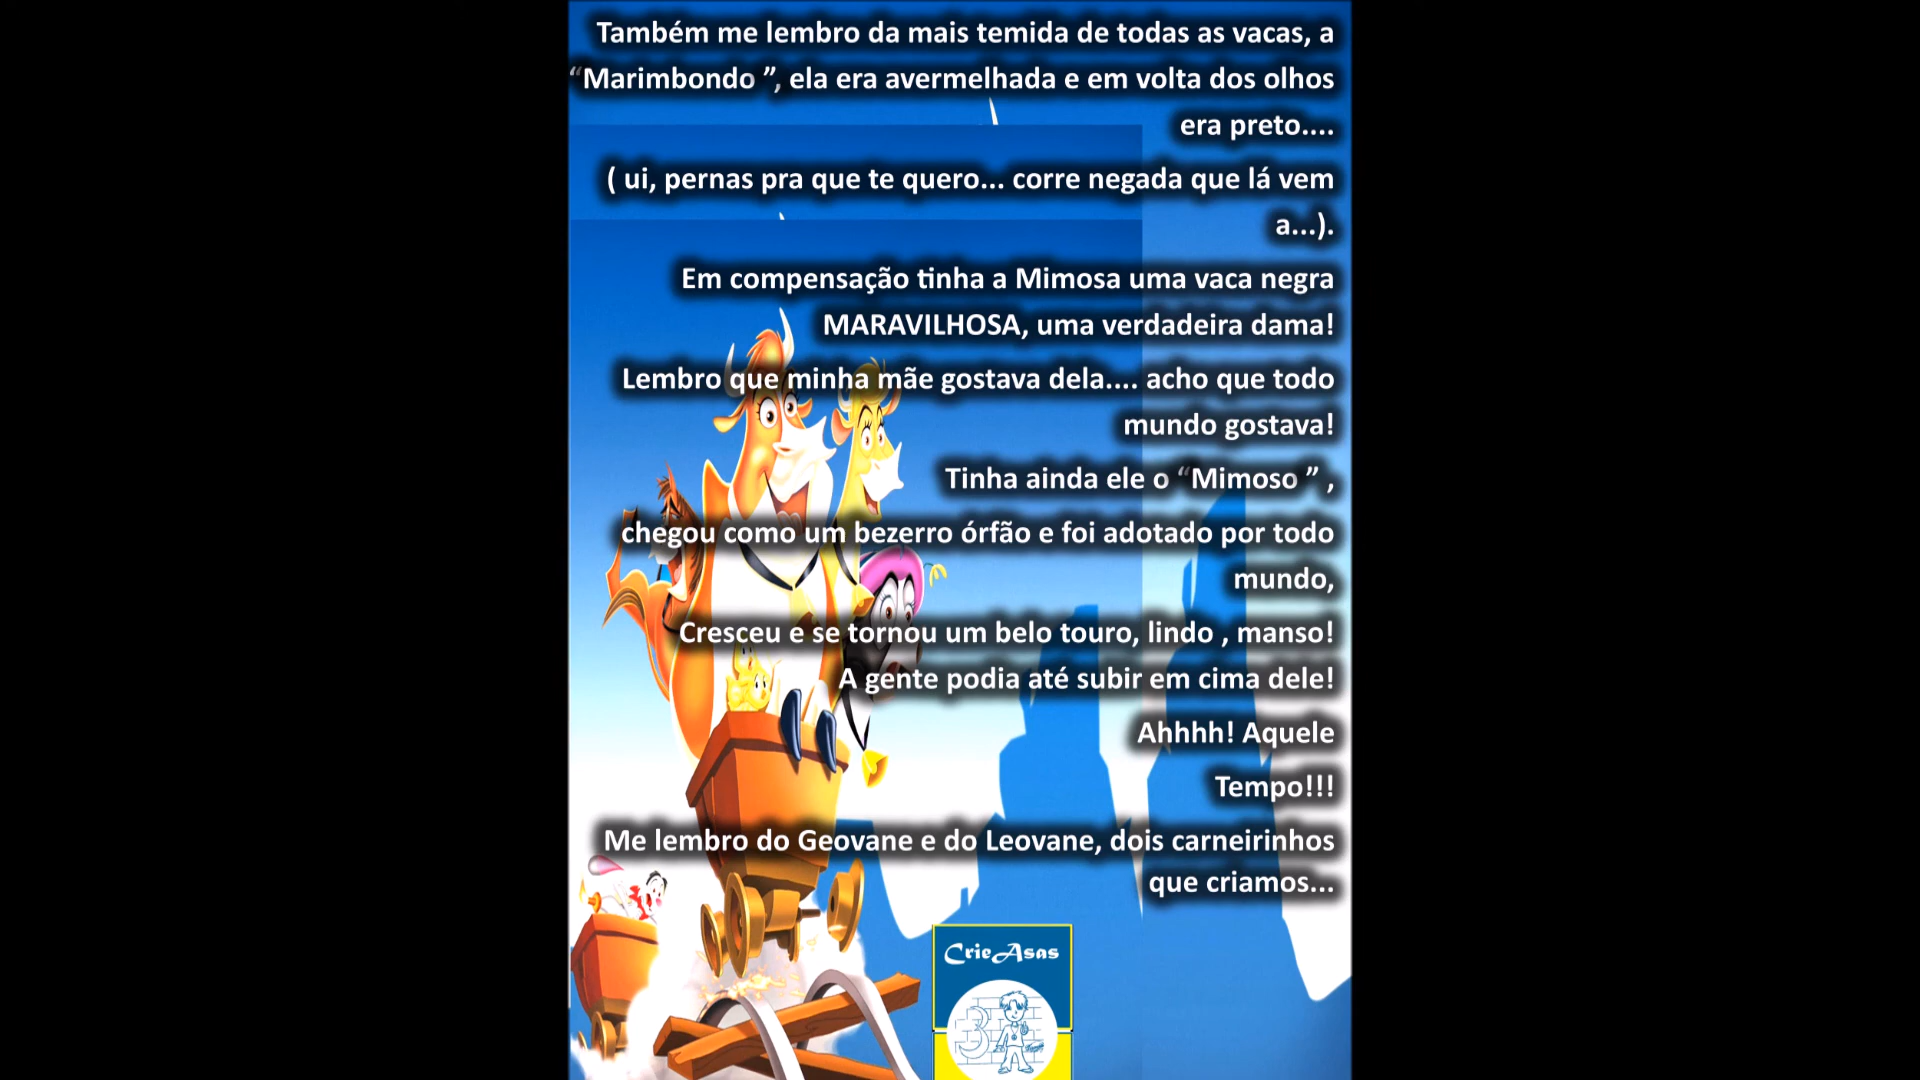 Também me lembro da mais temida de todas as vacas, a
“Marimbondo ”, ela era avermelhada e em volta dos olhos
era preto....
( ui, pernas pra que te quero... corre negada que lá vem
a...).
Em compensação tinha a Mimosa uma vaca negra
MARAVILHOSA, uma verdadeira dama!
Lembro que minha mãe gostava dela.... acho que todo
mundo gostava!
Tinha ainda ele o “Mimoso ” ,
chegou como um bezerro órfão e foi adotado por todo
mundo,
Cresceu e se tornou um belo touro, lindo , manso!
A gente podia até subir em cima dele!
Ahhhh! Aquele
Tempo!!!
Me lembro do Geovane e do Leovane, dois carneirinhos
que criamos...
CrieAsas